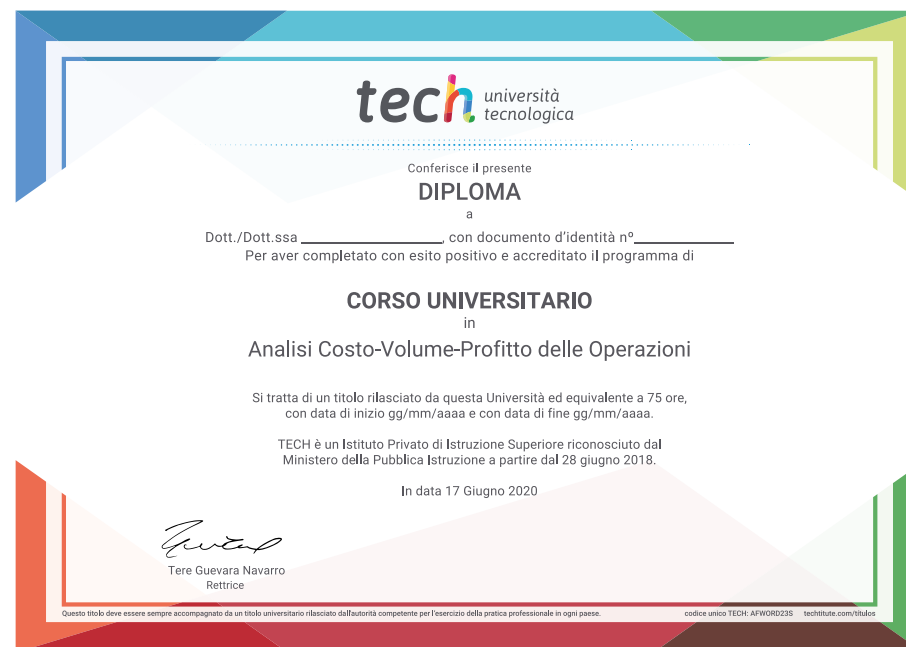 tech università
tecnologica
Conferisce il presente
DIPLOMA
a
Dott./Dott.ssa ____________________, con documento d'identità nº______________
Per aver completato con esito positivo e accreditato il programma di
CORSO UNIVERSITARIO
in
Analisi Costo-Volume-Profitto delle Operazioni
Si tratta di un titolo rilasciato da questa Università ed equivalente a 75 ore,
con data di inizio gg/mm/aaaa e con data di fine gg/mm/aaaa.
TECH è un Istituto Privato di Istruzione Superiore riconosciuto dal
Ministero della Pubblica Istruzione a partire dal 28 giugno 2018.
In data 17 Giugno 2020
Tere Guevara Navarro
Rettrice
Questo titolo deve essere sempre accompagnato da un titolo universitario rilasciato dall'autorità competente per l'esercizio della pratica professionale in ogni paese. codice unico TECH: AFWORD23S techtitute.com/titulos